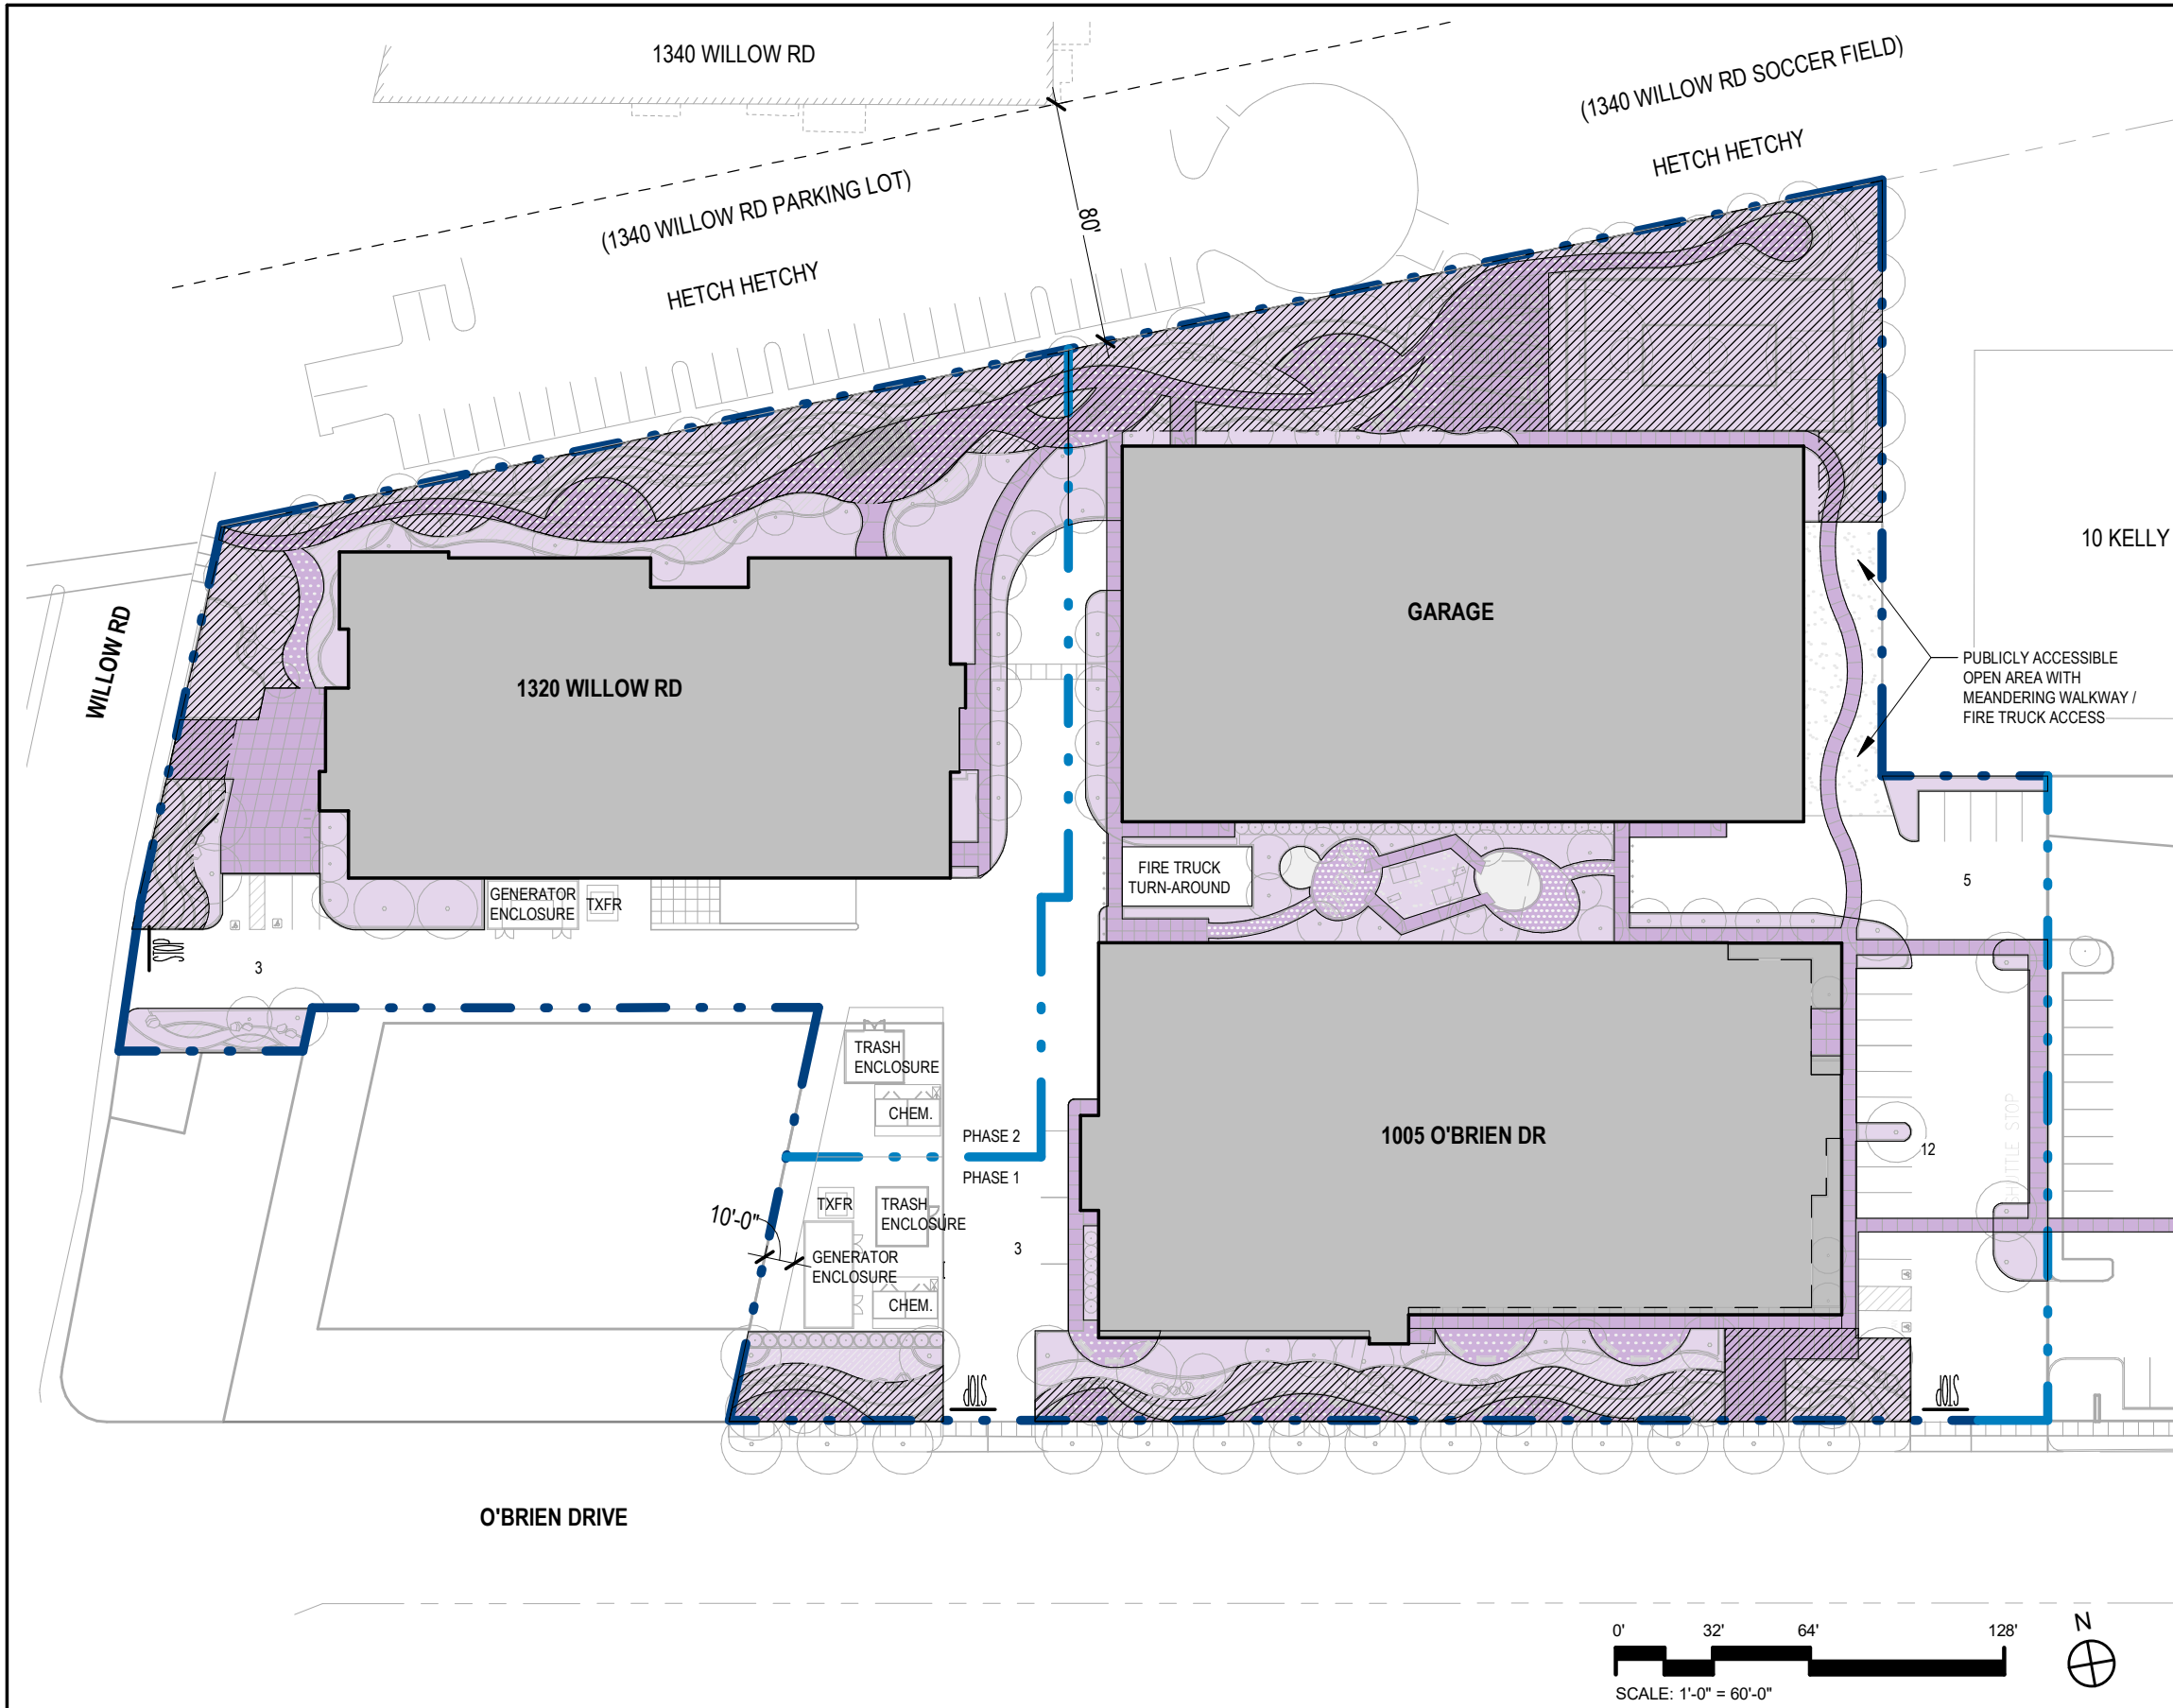 1340 WILLOW RD
(1340 WILLOW RD SOCCER FIELD)
HETCH HETCHY
(1340 WILLOW RD PARKING LOT)
HETCH HETCHY
80'
10 KELLY
GARAGE
WILLOW RD
1320 WILLOW RD
PUBLICLY ACCESSIBLE
OPEN AREA WITH
MEANDERING WALKWAY /
FIRE TRUCK ACCESS
FIRE TRUCK
TURN-AROUND
5
GENERATOR
ENCLOSURE
TXFR
STOP
3
TRASH
ENCLOSURE
CHEM.
PHASE 2
PHASE 1
1005 O'BRIEN DR
SHUTTLE STOP
12
10'-0"
TXFR
TRASH
ENCLOSURE
3
GENERATOR
ENCLOSURE
CHEM.
STOP
STOP
O'BRIEN DRIVE
0' 32' 64' 128'
SCALE: 1'-0" = 60'-0"
N